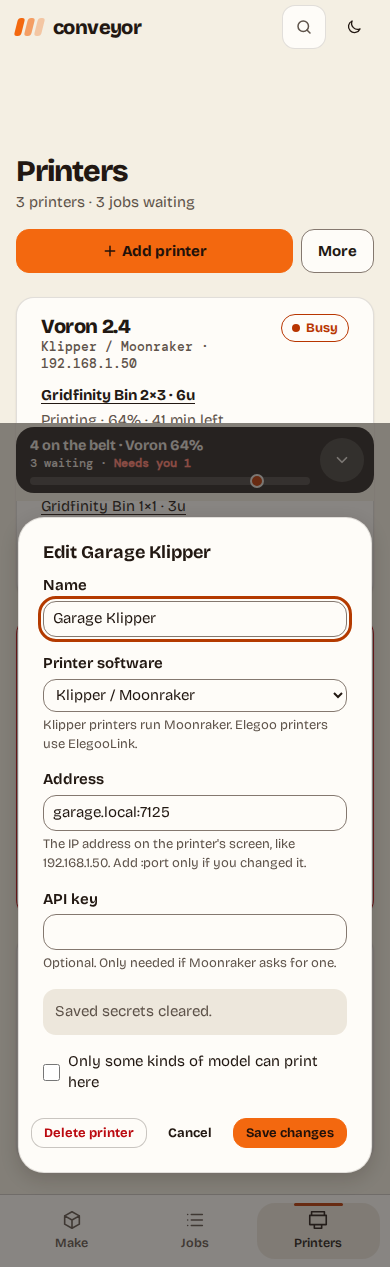 conveyor
Printers
3 printers · 3 jobs waiting
+ Add printer
More
Voron 2.4
Busy
Klipper / Moonraker ·
192.168.1.50
Gridfinity Bin 2×3 · 6u
Printing · 64% · 41 min left
4 on the belt · Voron 64%
3 waiting · Needs you 1
Gridfinity Bin 1×1 · 3u
Edit Garage Klipper
Name
Garage Klipper
Printer software
Klipper / Moonraker
Klipper printers run Moonraker. Elegoo printers
use ElegooLink.
Address
garage.local:7125
The IP address on the printer's screen, like
192.168.1.50. Add :port only if you changed it.
API key
Optional. Only needed if Moonraker asks for one.
Saved secrets cleared.
Only some kinds of model can print
here
Delete printer
Cancel
Save changes
Make
Jobs
Printers